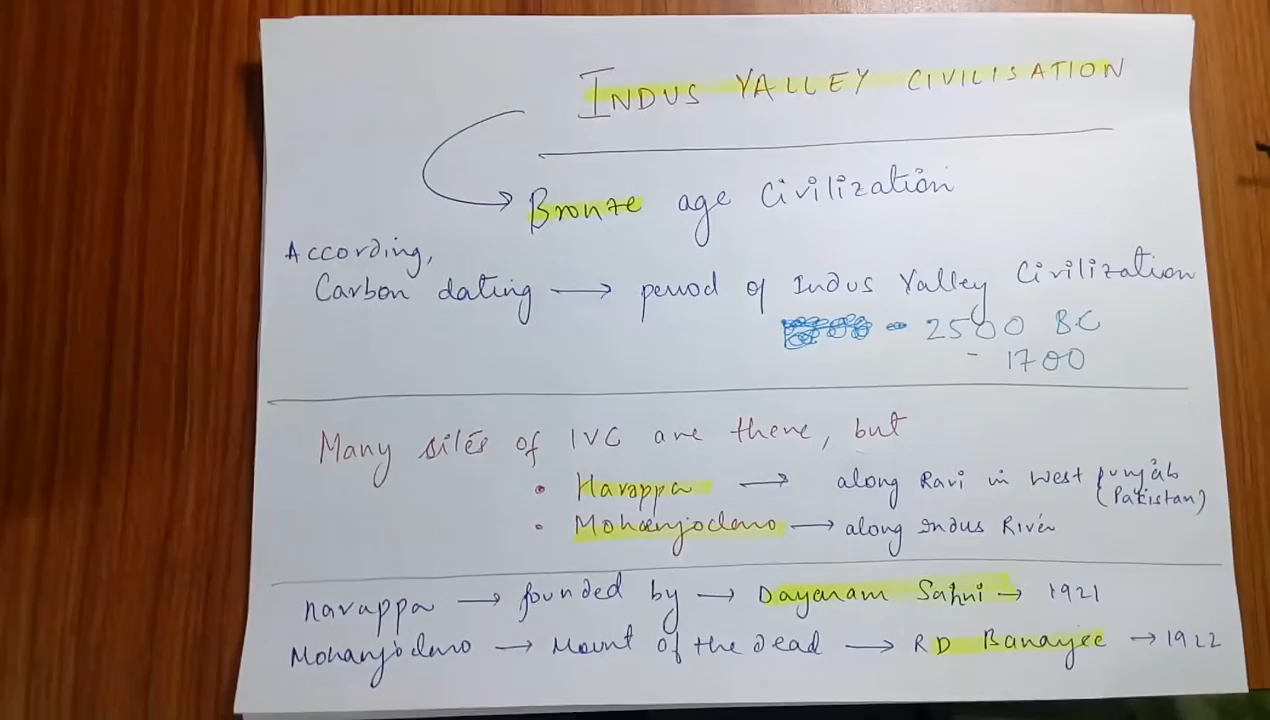 INDUS VALLEY CIVILISATION
→ Bronze age Civilization
According,
Carbon dating → period of Indus Valley Civilization
- 2500 BC
- 1700
Many sites of IVC are there, but
• Harappa → along Ravi in West punjab
(Pakistan)
• Mohanjodaro → along Indus River
harappa → founded by → Dayaram Sahni → 1921
Mohanjodaro → Mount of the dead → RD Banarjee → 1922